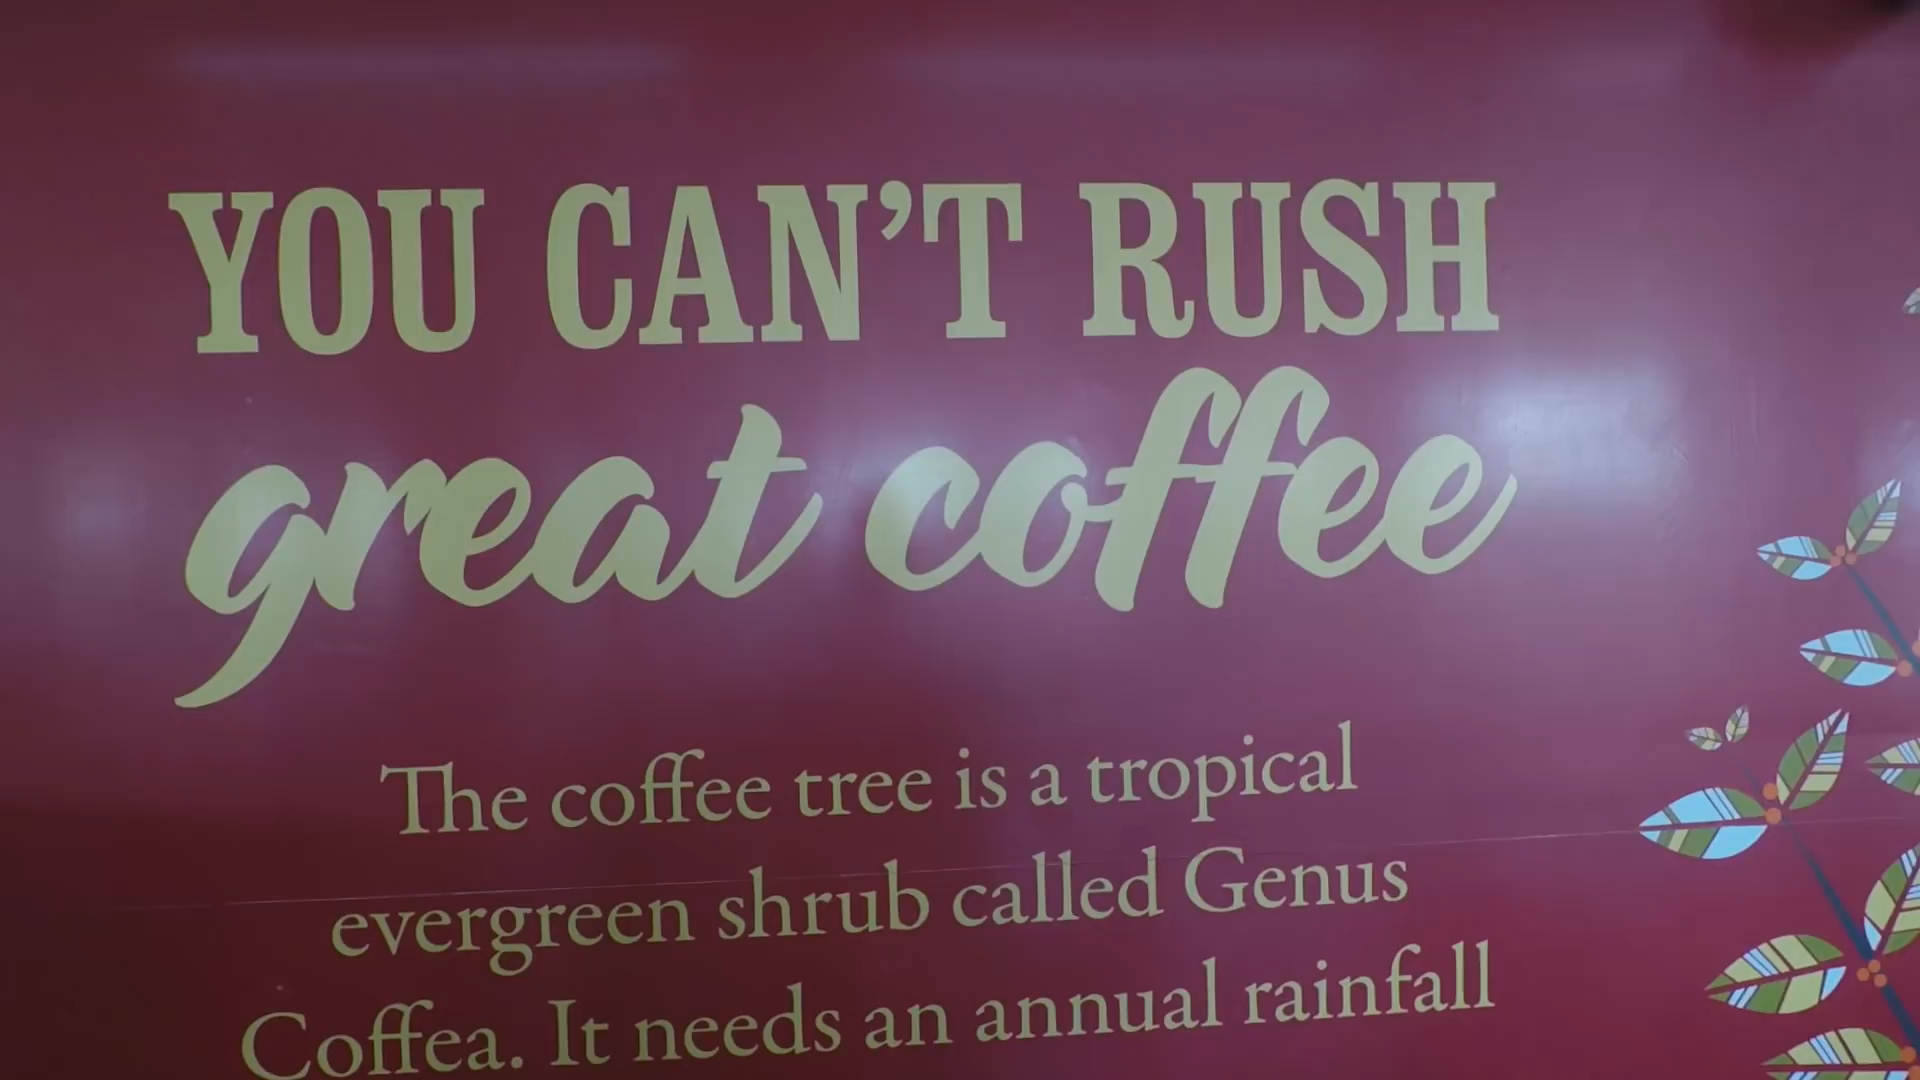 YOU CAN'T RUSH
great coffee
The coffee tree is a tropical
evergreen shrub called Genus
Coffea. It needs an annual rainfall